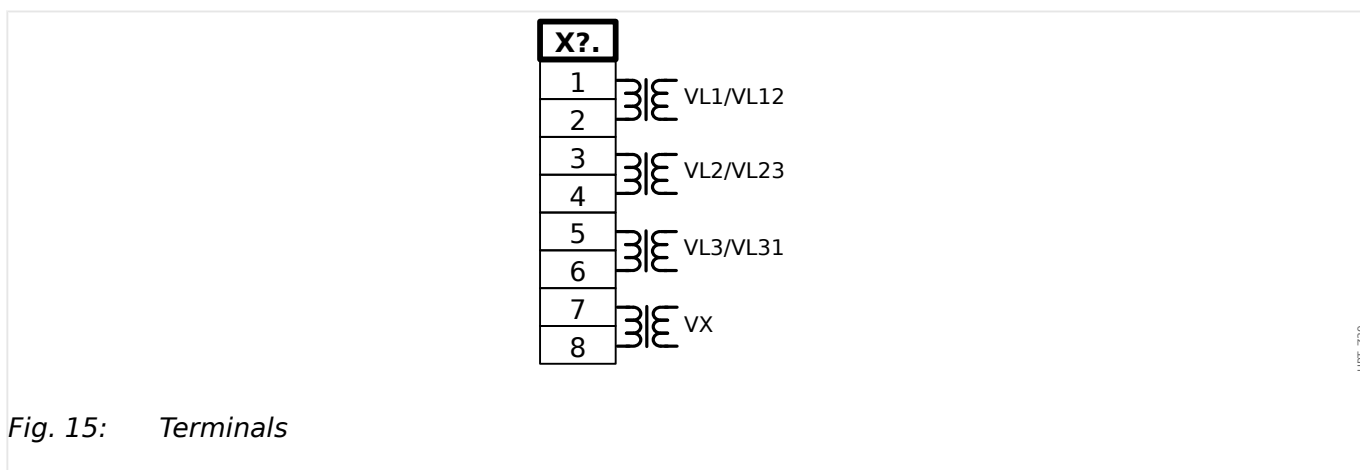 X?.
1
VL1/VL12
2
3
VL2/VL23
4
5
VL3/VL31
6
7
VX
8
Fig. 15: Terminals